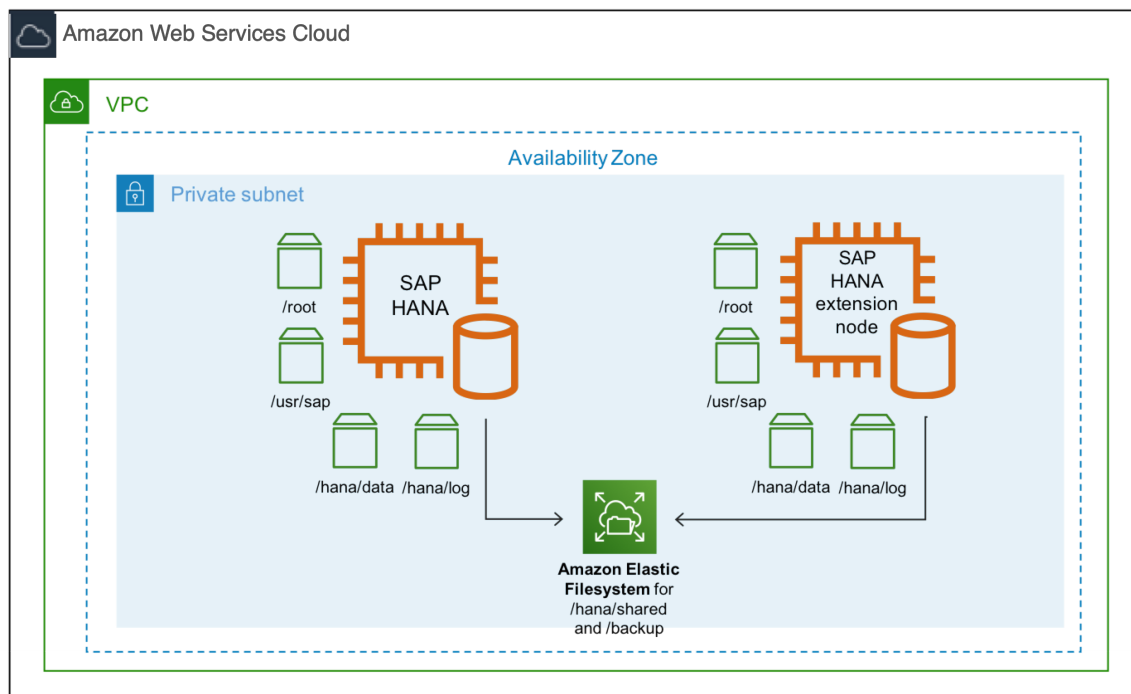 Amazon Web Services Cloud
VPC
Availability Zone
Private subnet
/root
SAP
HANA
/usr/sap
/hana/data
/hana/log
/root
SAP
HANA
extension
node
/usr/sap
/hana/data
/hana/log
Amazon Elastic
Filesystem for
/hana/shared
and /backup